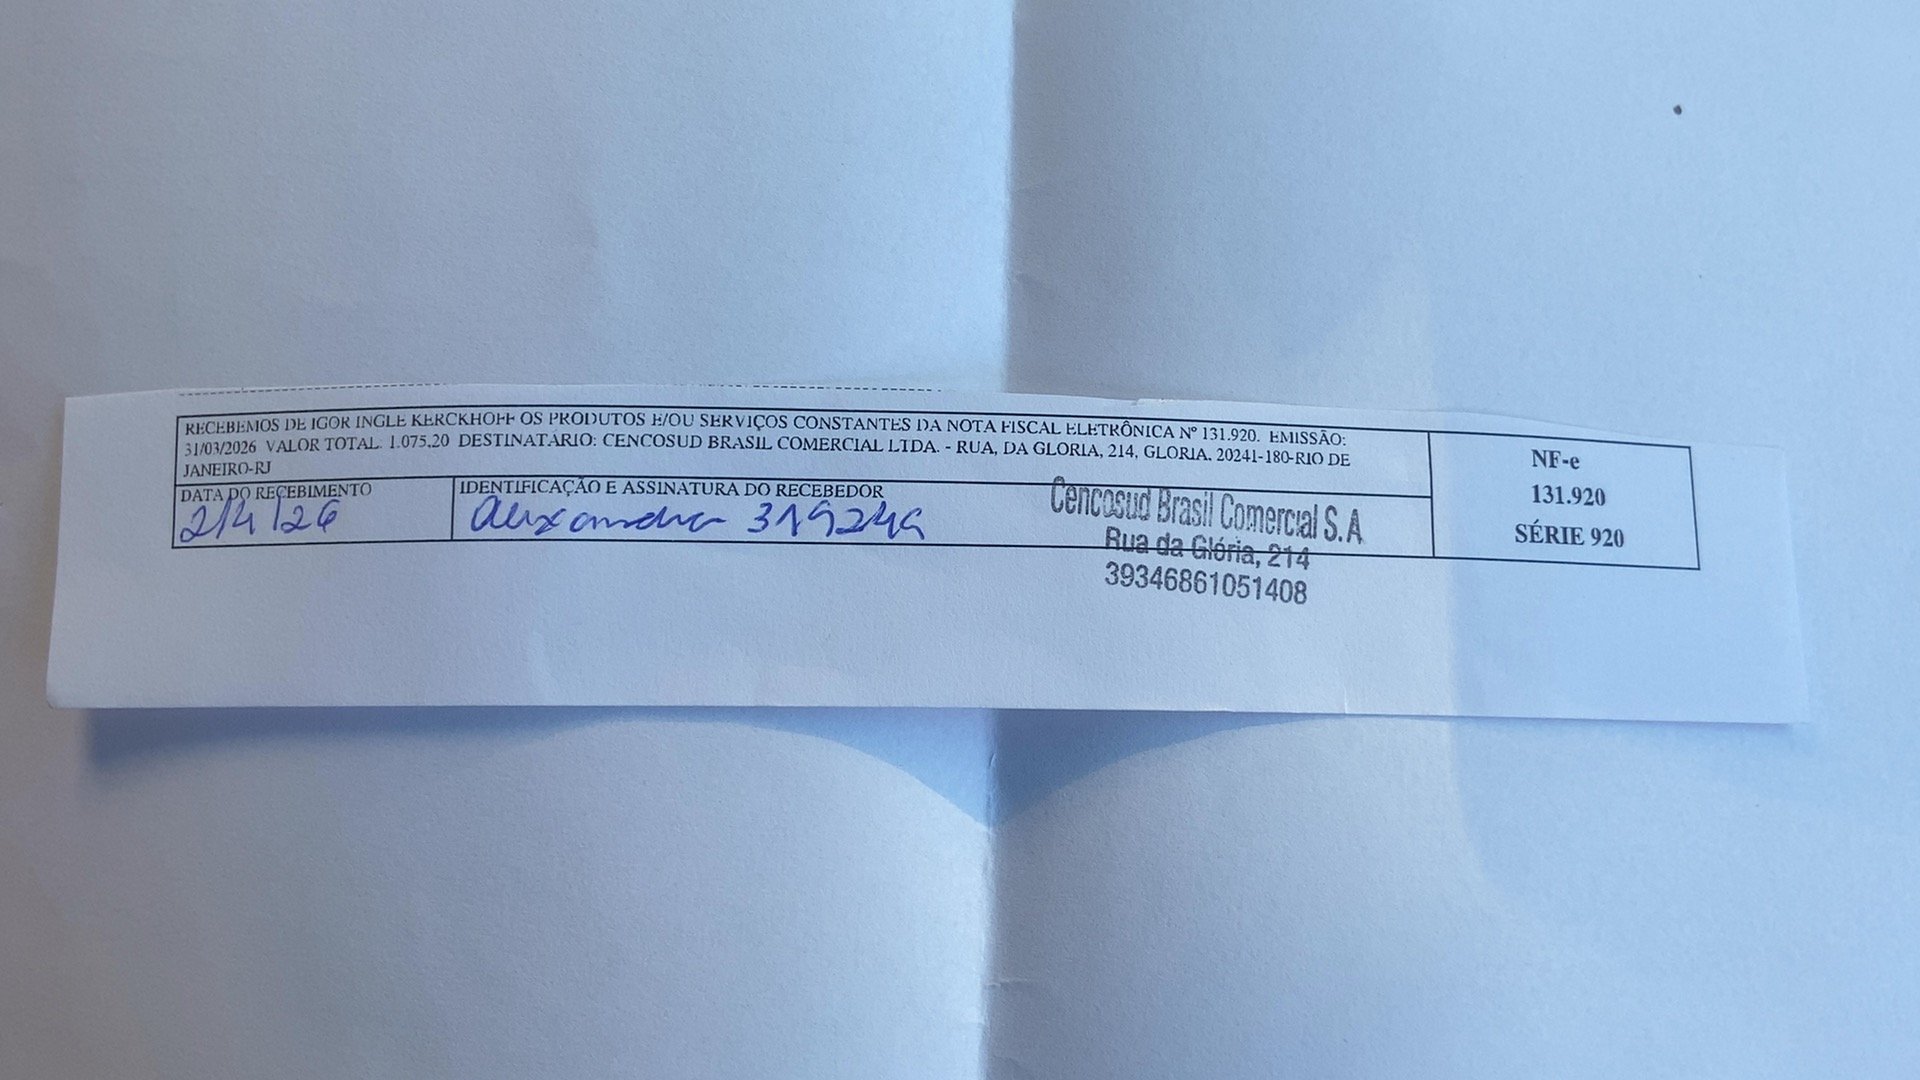 RECEBEMOS DE IGOR INGLE KERCKHOFF OS PRODUTOS E/OU SERVIÇOS CONSTANTES DA NOTA FISCAL ELETRÔNICA Nº 131.920. EMISSÃO:
31/03/2026 VALOR TOTAL. 1.075,20 DESTINATÁRIO: CENCOSUD BRASIL COMERCIAL LTDA. - RUA, DA GLORIA, 214, GLORIA. 20241-180-RIO DE
JANEIRO-RJ
DATA DO RECEBIMENTO
2/4/26
IDENTIFICAÇÃO E ASSINATURA DO RECEBEDOR
Alexandra
Cencosud Brasil Comercial S.A
Rua da Glória, 214
39346861051408
NF-e
131.920
SÉRIE 920